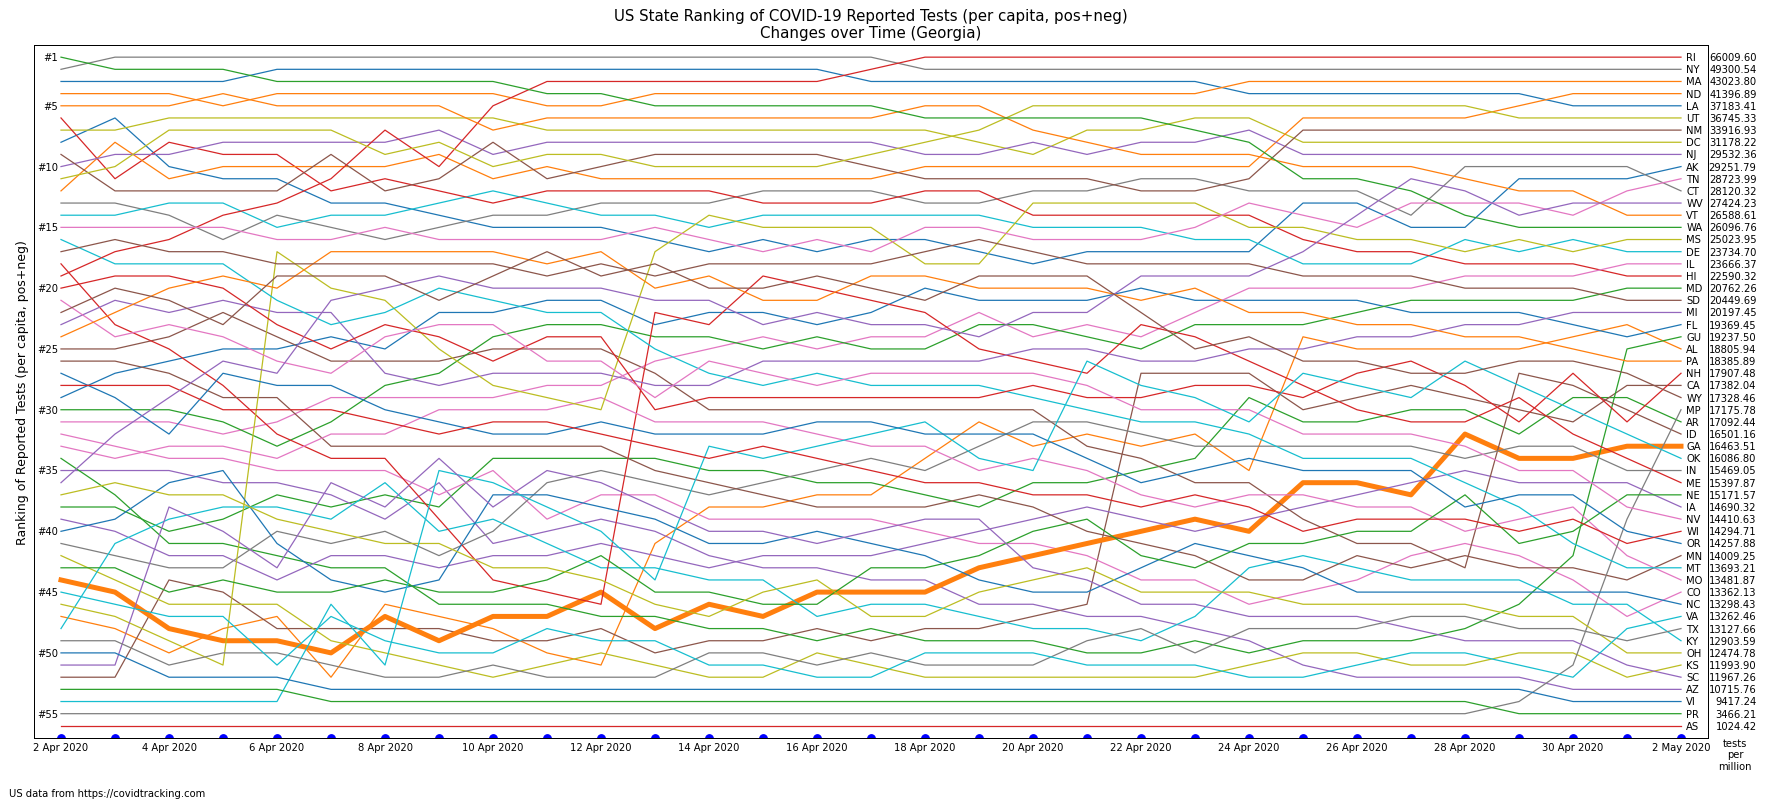 US State Ranking of COVID-19 Reported Tests (per capita, pos+neg)
Changes over Time (Georgia)
Ranking of Reported Tests (per capita, pos+neg)
#1
#5
#10
#15
#20
#25
#30
#35
#40
#45
#50
#55
RI 66009.60
NY 49300.54
MA 43023.80
ND 41396.89
LA 37183.41
UT 36745.33
NM 33916.93
DC 31178.22
NJ 29532.36
AK 29251.79
TN 28723.99
CT 28120.32
WV 27424.23
VT 26588.61
WA 26096.76
MS 25023.95
DE 23734.70
IL 23666.37
HI 22590.32
MD 20762.26
SD 20449.69
MI 20197.45
FL 19369.45
GU 19237.50
AL 18805.94
PA 18385.89
NH 17907.48
CA 17382.04
WY 17328.46
MP 17175.78
AR 17092.44
ID 16501.16
GA 16463.51
OK 16086.80
IN 15469.05
ME 15397.87
NE 15171.57
IA 14690.32
NV 14410.63
WI 14294.71
OR 14257.88
MN 14009.25
MT 13693.21
MO 13481.87
CO 13362.13
NC 13298.43
VA 13262.46
TX 13127.66
KY 12903.59
OH 12474.78
KS 11993.90
SC 11967.26
AZ 10715.76
VI 9417.24
PR 3466.21
AS 1024.42
2 Apr 2020 4 Apr 2020 6 Apr 2020 8 Apr 2020 10 Apr 2020 12 Apr 2020 14 Apr 2020 16 Apr 2020 18 Apr 2020 20 Apr 2020 22 Apr 2020 24 Apr 2020 26 Apr 2020 28 Apr 2020 30 Apr 2020 2 May 2020
tests
per
million
US data from https://covidtracking.com